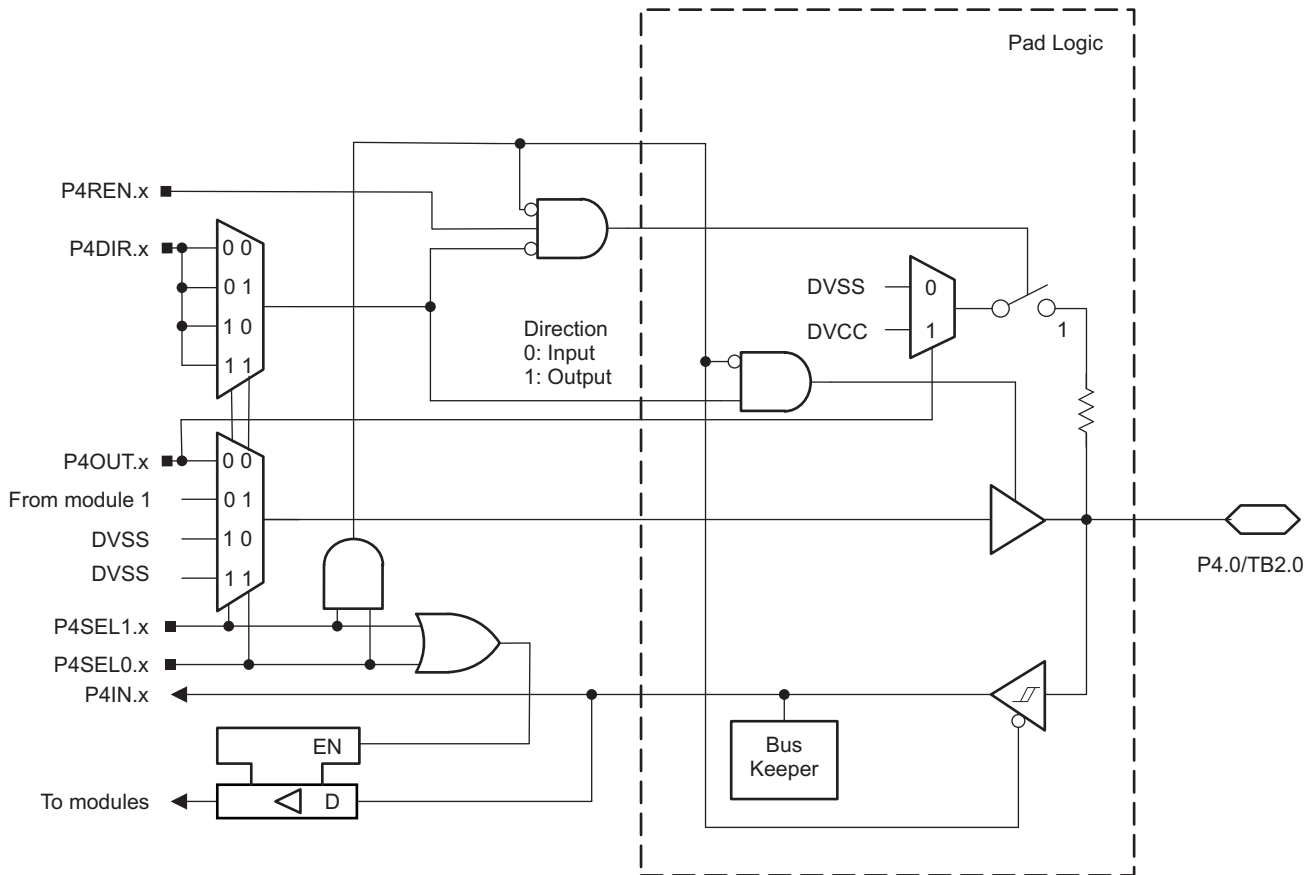 Pad Logic
P4REN.x
P4DIR.x
0 0
0 1
1 0
1 1
Direction
0: Input
1: Output
DVSS
0
DVCC
1
1
P4OUT.x
0 0
From module 1
0 1
DVSS
1 0
DVSS
1 1
P4.0/TB2.0
P4SEL1.x
P4SEL0.x
P4IN.x
EN
Bus
Keeper
To modules
D